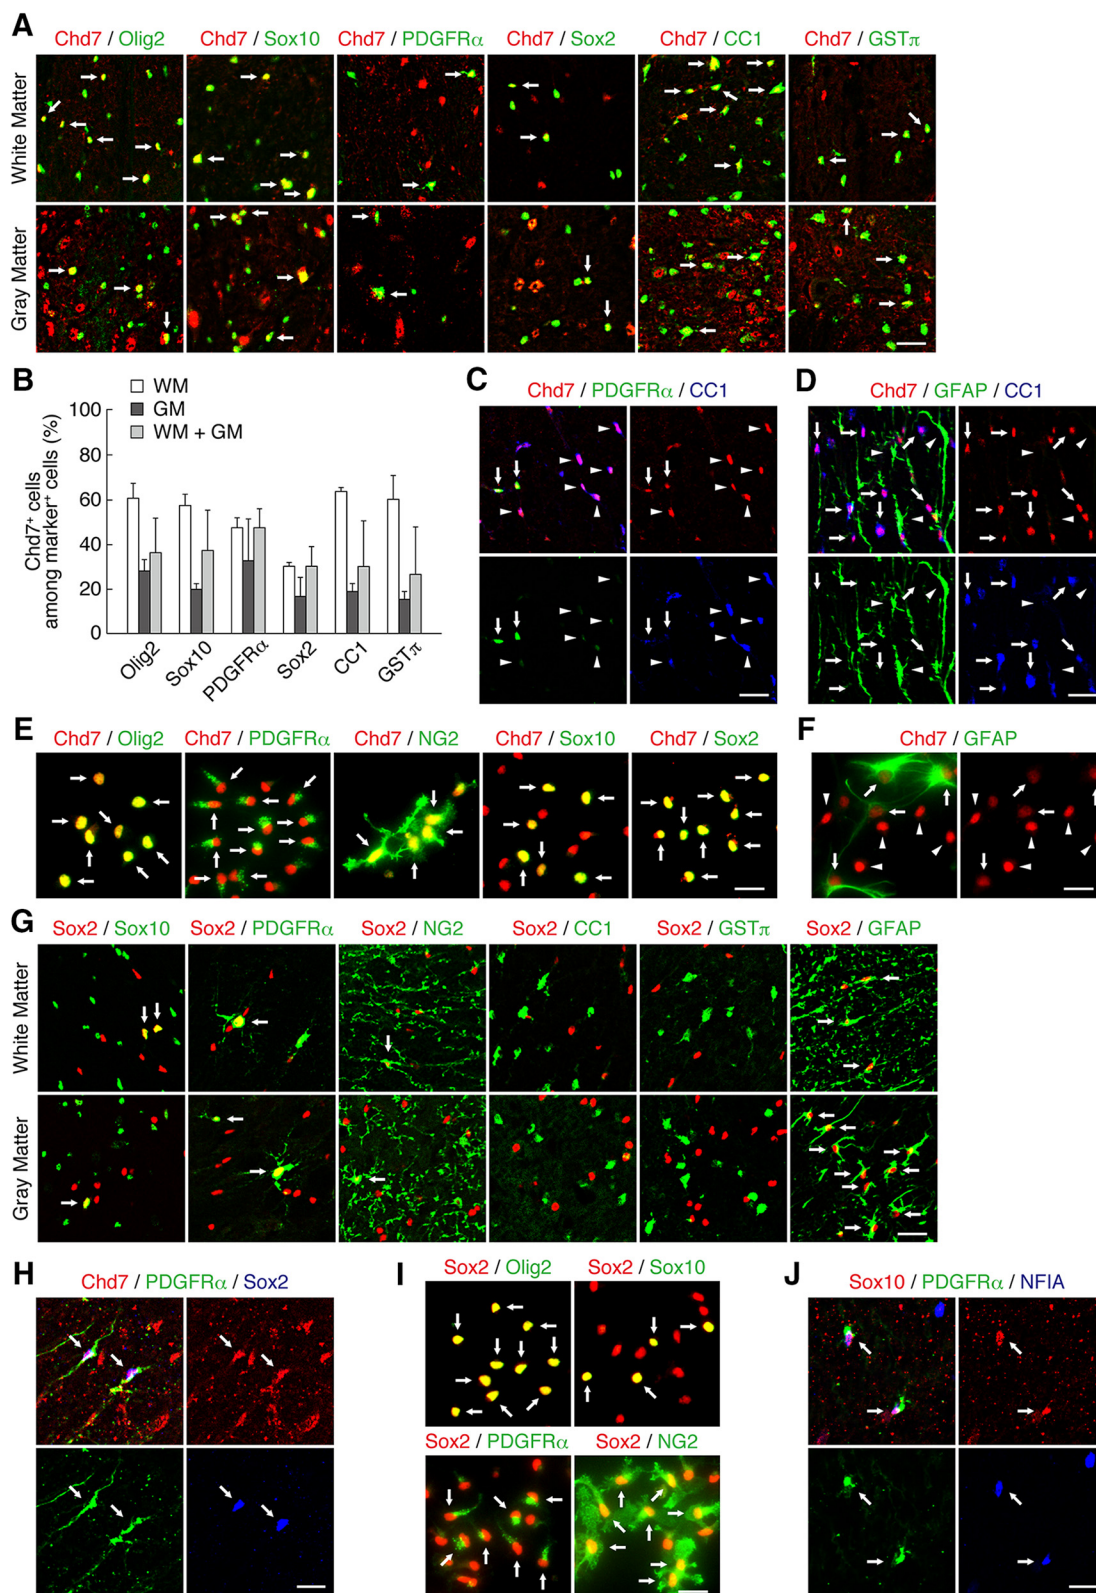 A
Chd7 / Olig2
Chd7 / Sox10
Chd7 / PDGFRα
Chd7 / Sox2
Chd7 / CC1
Chd7 / GSTπ
White Matter
Gray Matter
B
WM
GM
WM + GM
Chd7+ cells
among marker+ cells (%)
100
80
60
40
20
0
Olig2
Sox10
PDGFRα
Sox2
CC1
GSTπ
C
Chd7 / PDGFRα / CC1
D
Chd7 / GFAP / CC1
E
Chd7 / Olig2
Chd7 / PDGFRα
Chd7 / NG2
Chd7 / Sox10
Chd7 / Sox2
F
Chd7 / GFAP
G
Sox2 / Sox10
Sox2 / PDGFRα
Sox2 / NG2
Sox2 / CC1
Sox2 / GSTπ
Sox2 / GFAP
White Matter
Gray Matter
H
Chd7 / PDGFRα / Sox2
I
Sox2 / Olig2
Sox2 / Sox10
Sox2 / PDGFRα
Sox2 / NG2
J
Sox10 / PDGFRα / NFIA